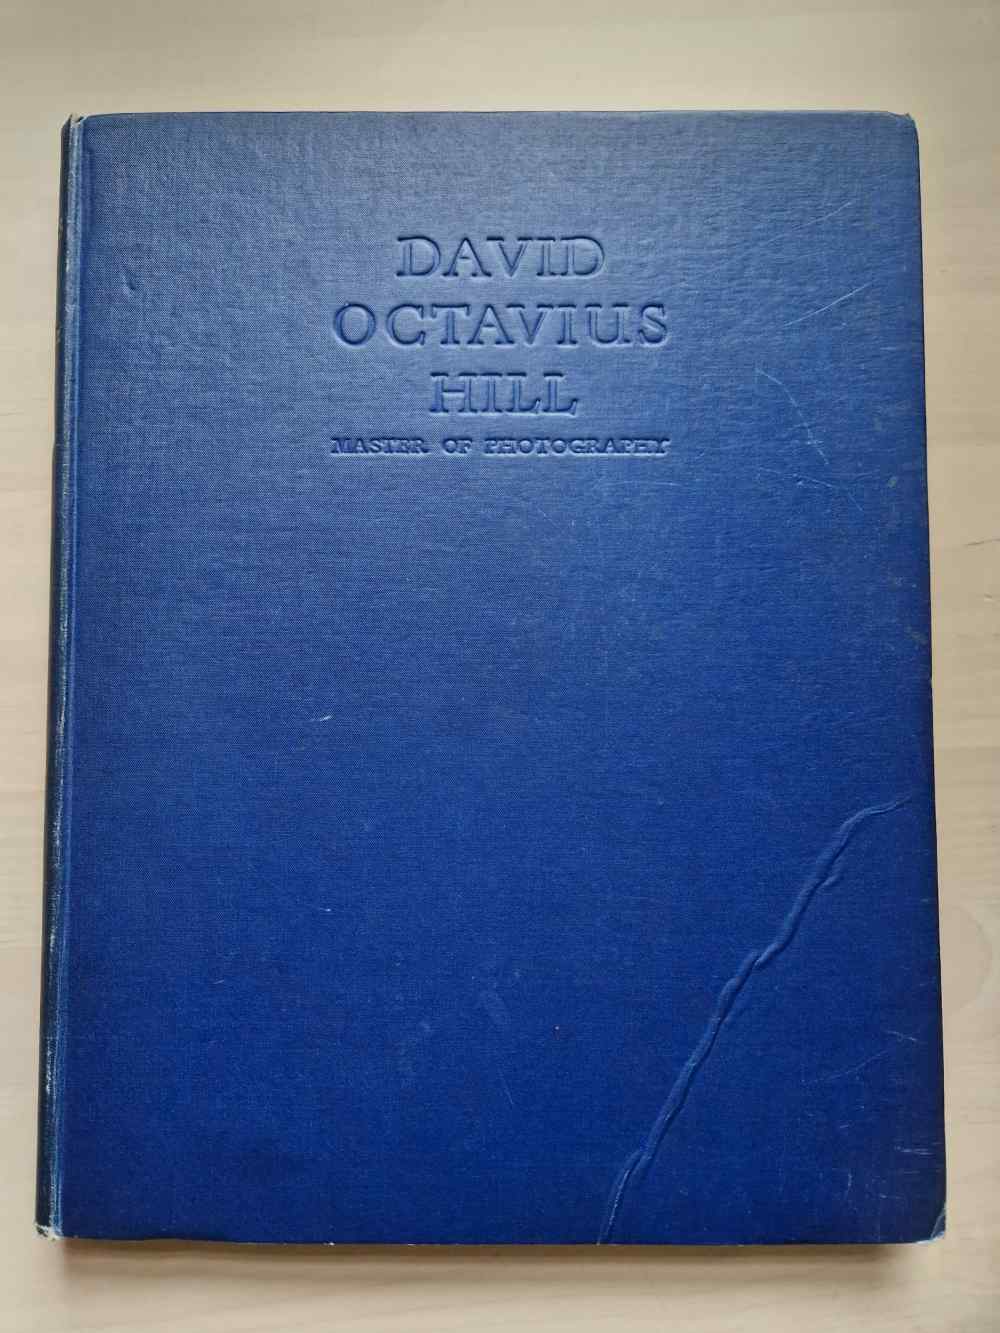 DAVID
OCTAVIUS
HILL
MASTER OF PHOTOGRAPHY